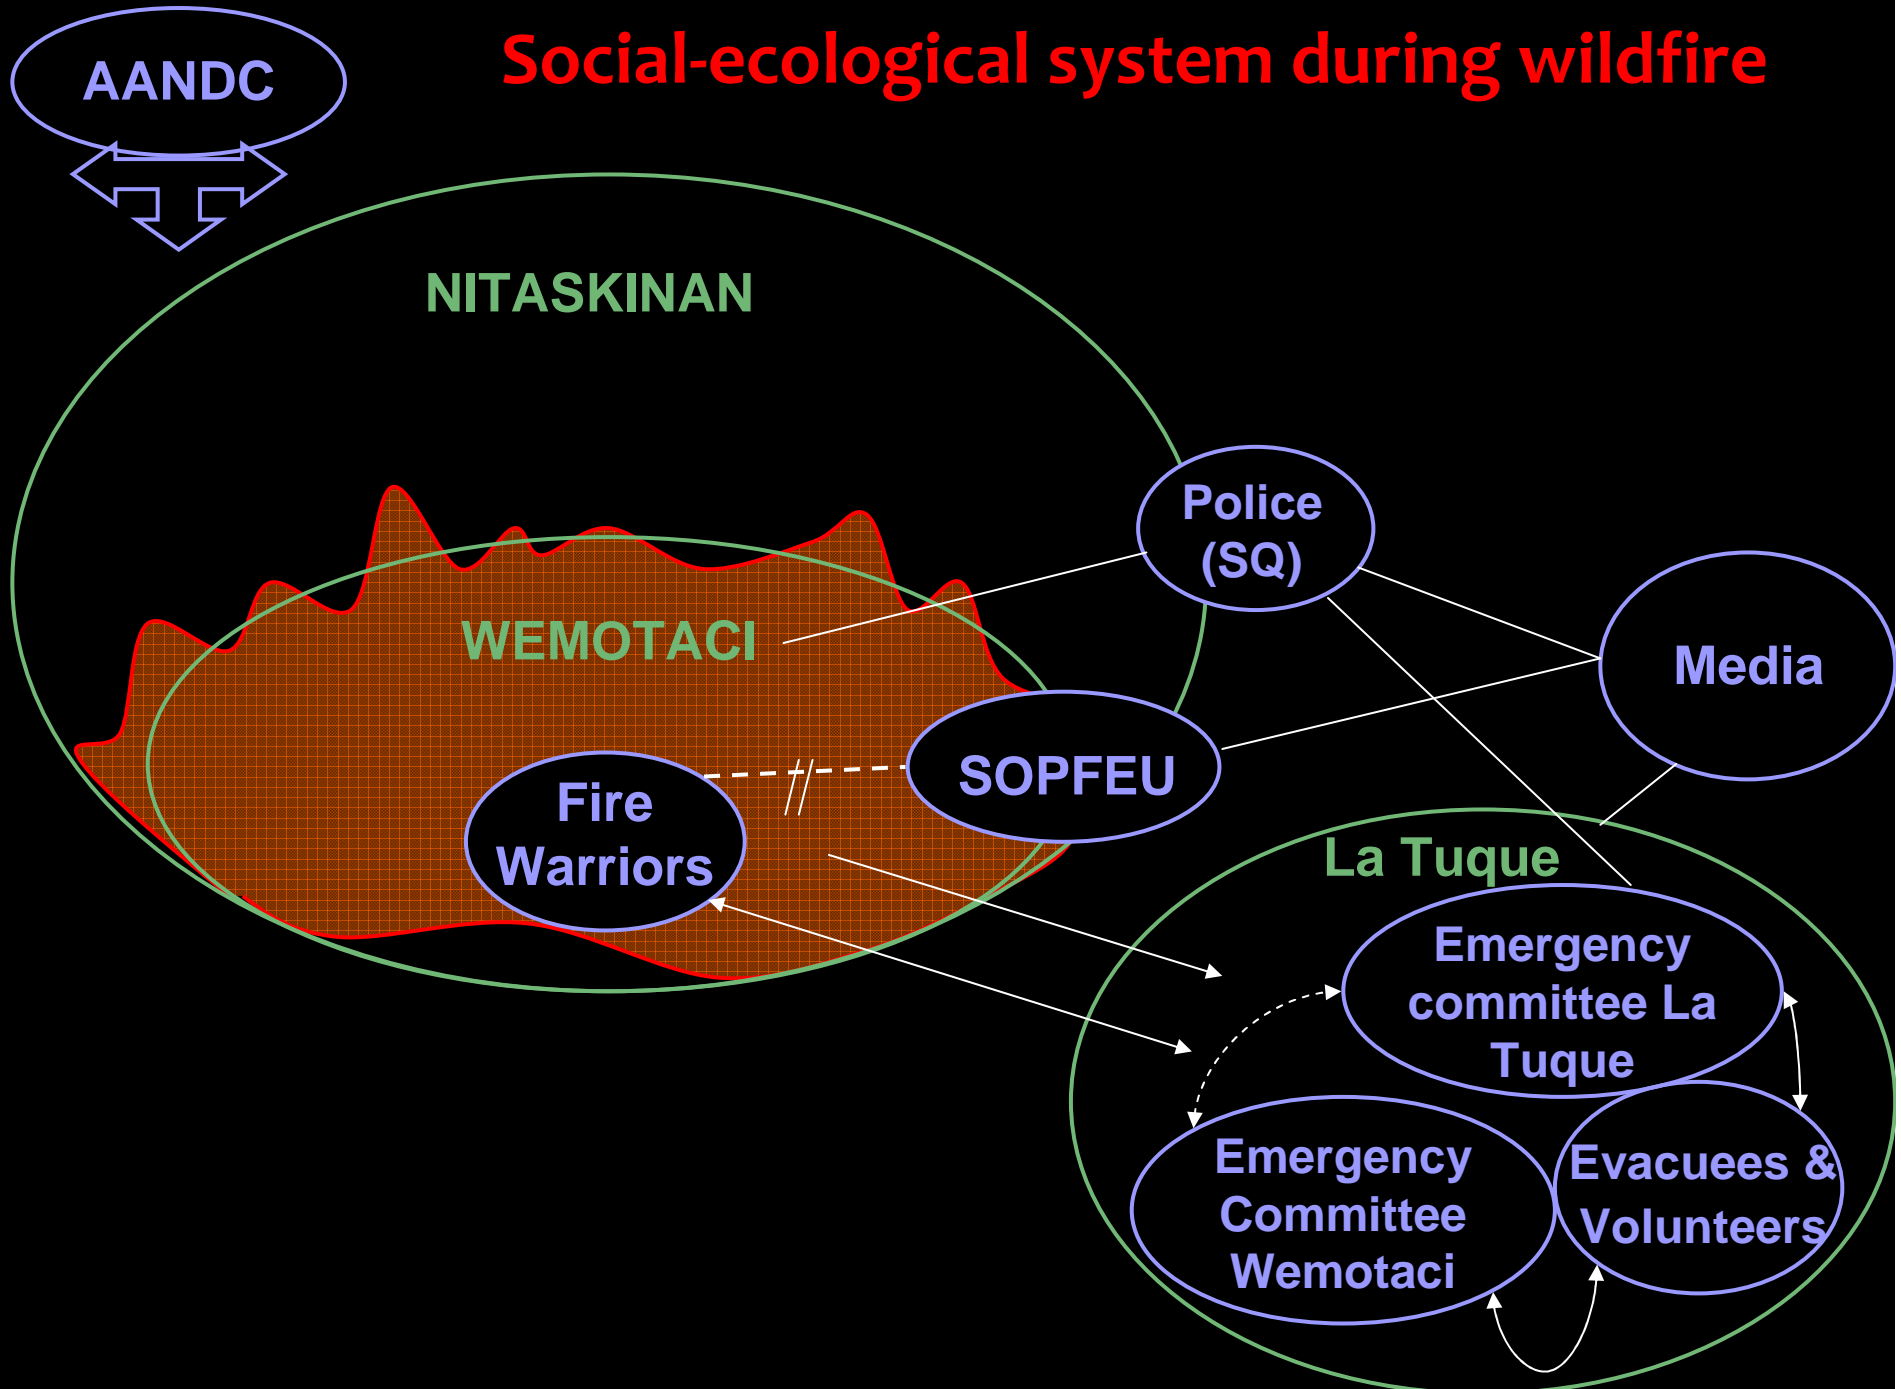 AANDC
Social-ecological system during wildfire
NITASKINAN
Police
(SQ)
WEMOTACI
Media
SOPFEU
Fire
Warriors
La Tuque
Emergency
committee La
Tuque
Emergency
Committee
Wemotaci
Evacuees &
Volunteers